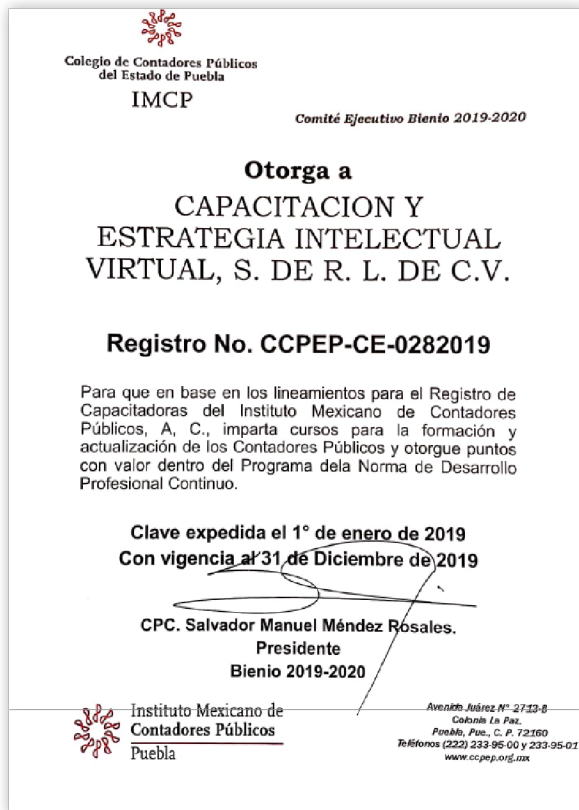 Colegio de Contadores Públicos
del Estado de Puebla
IMCP
Comité Ejecutivo Bienio 2019-2020
Otorga a
CAPACITACION Y
ESTRATEGIA INTELECTUAL
VIRTUAL, S. DE R. L. DE C.V.
Registro No. CCPEP-CE-0282019
Para que en base en los lineamientos para el Registro de
Capacitadoras del Instituto Mexicano de Contadores
Públicos, A, C., imparta cursos para la formación y
actualización de los Contadores Públicos y otorgue puntos
con valor dentro del Programa dela Norma de Desarrollo
Profesional Continuo.
Clave expedida el 1° de enero de 2019
Con vigencia al 31 de Diciembre de 2019
CPC. Salvador Manuel Méndez Rosales.
Presidente
Bienio 2019-2020
Instituto Mexicano de
Contadores Públicos
Puebla
Avenida Juárez Nº 2713-B
Colonia La Paz.
Puebla, Pue., C. P. 72160
Teléfonos (222) 233-95-00 y 233-95-01
www.ccpep.org.mx